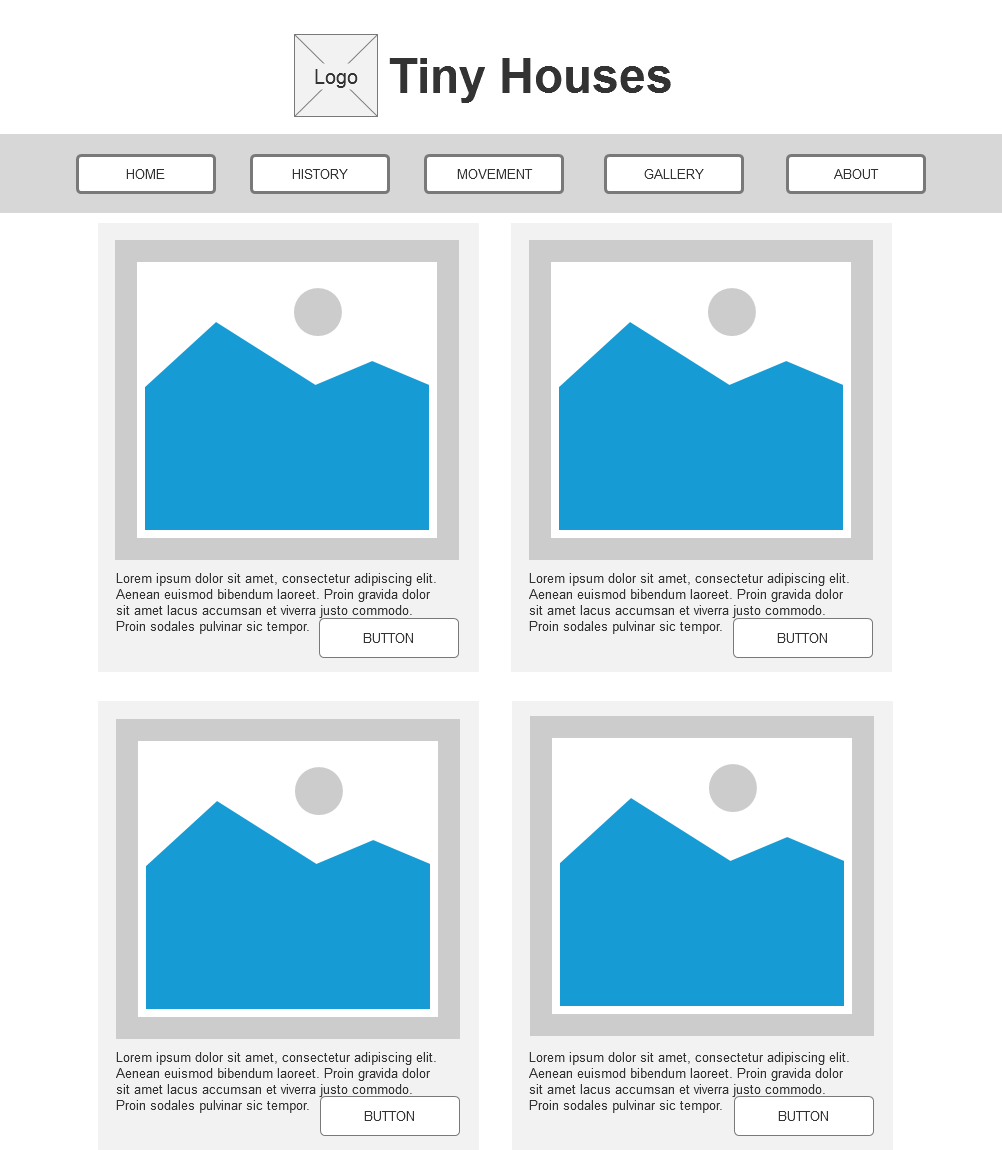 Logo
Tiny Houses
HOME
HISTORY
MOVEMENT
GALLERY
ABOUT
Lorem ipsum dolor sit amet, consectetur adipiscing elit.
Aenean euismod bibendum laoreet. Proin gravida dolor
sit amet lacus accumsan et viverra justo commodo.
Proin sodales pulvinar sic tempor.
BUTTON
Lorem ipsum dolor sit amet, consectetur adipiscing elit.
Aenean euismod bibendum laoreet. Proin gravida dolor
sit amet lacus accumsan et viverra justo commodo.
Proin sodales pulvinar sic tempor.
BUTTON
Lorem ipsum dolor sit amet, consectetur adipiscing elit.
Aenean euismod bibendum laoreet. Proin gravida dolor
sit amet lacus accumsan et viverra justo commodo.
Proin sodales pulvinar sic tempor.
BUTTON
Lorem ipsum dolor sit amet, consectetur adipiscing elit.
Aenean euismod bibendum laoreet. Proin gravida dolor
sit amet lacus accumsan et viverra justo commodo.
Proin sodales pulvinar sic tempor.
BUTTON